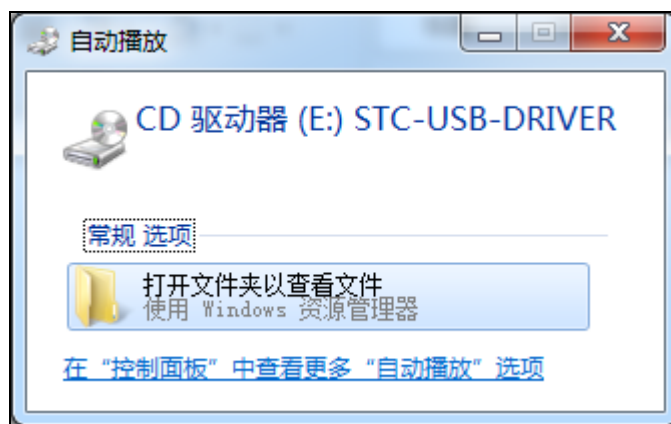 自动播放
CD 驱动器 (E:) STC-USB-DRIVER
常规 选项
打开文件夹以查看文件
使用 Windows 资源管理器
在“控制面板”中查看更多“自动播放”选项